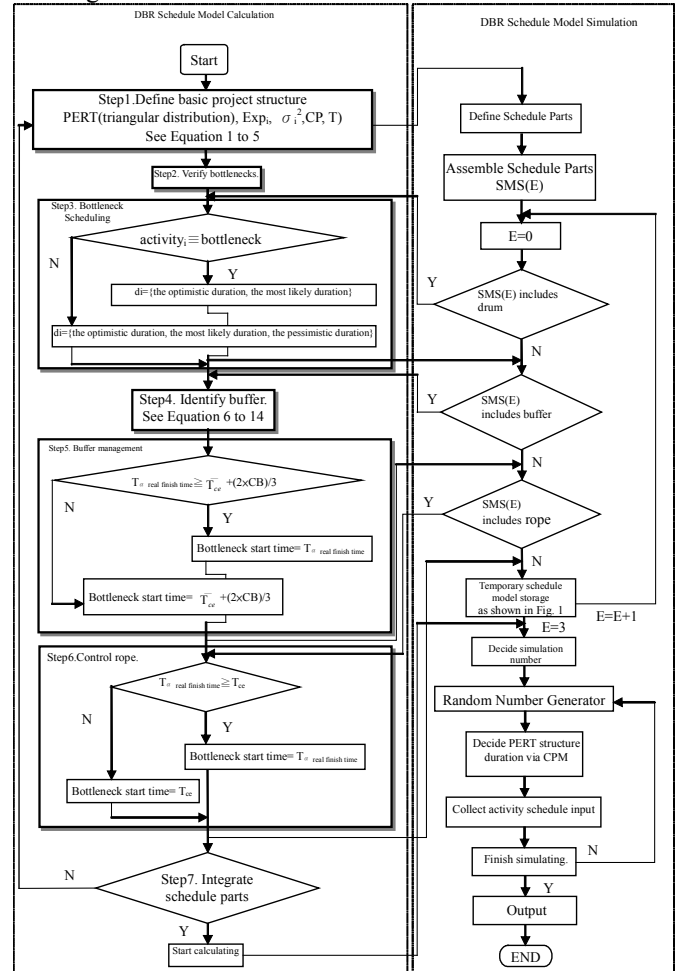 DBR Schedule Model Calculation
Start
Step1.Define basic project structure
PERT(triangular distribution), Expᵢ, σᵢ²,CP, T)
See Equation 1 to 5
Step2. Verify bottlenecks.
Step3. Bottleneck
Scheduling
activityᵢ≡bottleneck
N
Y
di={the optimistic duration, the most likely duration}
di={the optimistic duration, the most likely duration, the pessimistic duration}
Step4. Identify buffer.
See Equation 6 to 14
Step5. Buffer management
T_σ real finish time ≧ T̄ce +(2×CB)/3
N
Y
Bottleneck start time= T_σ real finish time
Bottleneck start time= T̄ce +(2×CB)/3
Step6.Control rope.
T_σ real finish time ≧ Tce
N
Y
Bottleneck start time= T_σ real finish time
Bottleneck start time= Tce
N
Step7. Integrate
schedule parts
Y
Start calculating
DBR Schedule Model Simulation
Define Schedule Parts
Assemble Schedule Parts
SMS(E)
E=0
Y
SMS(E) includes
drum
N
Y
SMS(E)
includes buffer
N
Y
SMS(E)
includes rope
N
Temporary schedule
model storage
as shown in Fig. 1
E=E+1
E=3
Decide simulation
number
Random Number Generator
Decide PERT structure
duration via CPM
Collect activity schedule input
Finish simulating.
N
Y
Output
END